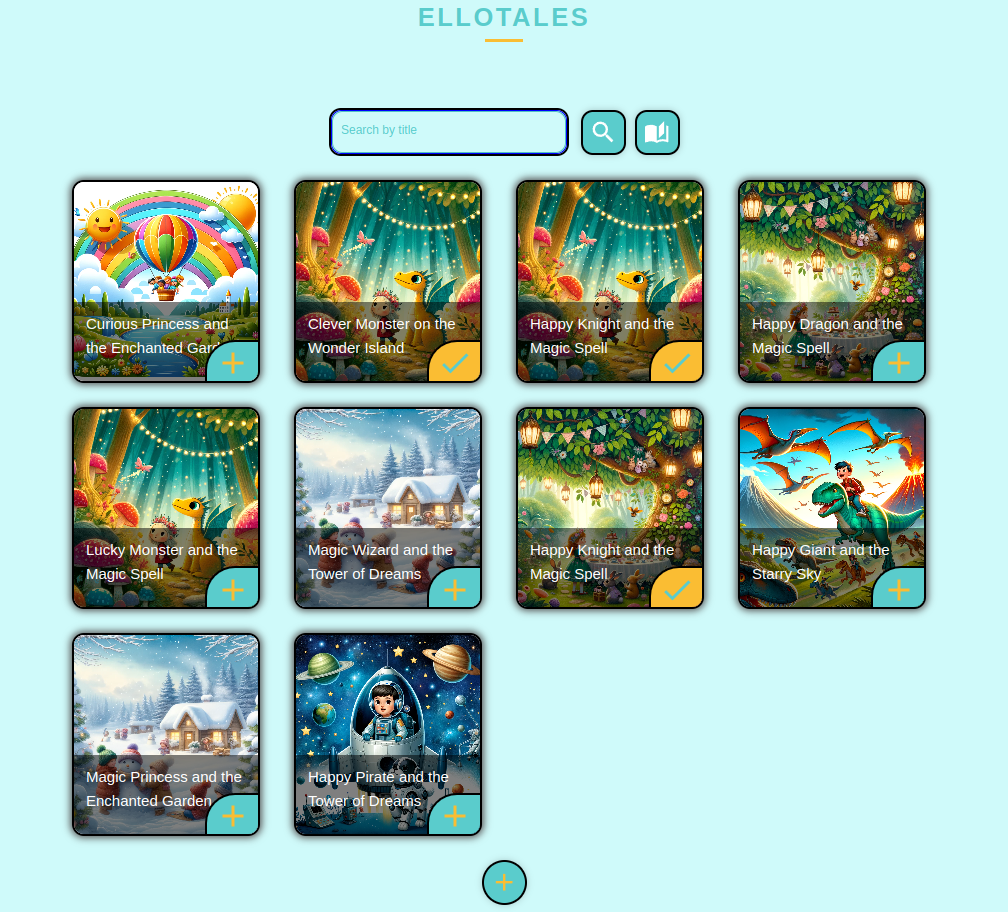 ELLOTALES
Search by title
Curious Princess and
the Enchanted Gard
Clever Monster on the
Wonder Island
Happy Knight and the
Magic Spell
Happy Dragon and the
Magic Spell
Lucky Monster and the
Magic Spell
Magic Wizard and the
Tower of Dreams
Happy Knight and the
Magic Spell
Happy Giant and the
Starry Sky
Magic Princess and the
Enchanted Garden
Happy Pirate and the
Tower of Dreams